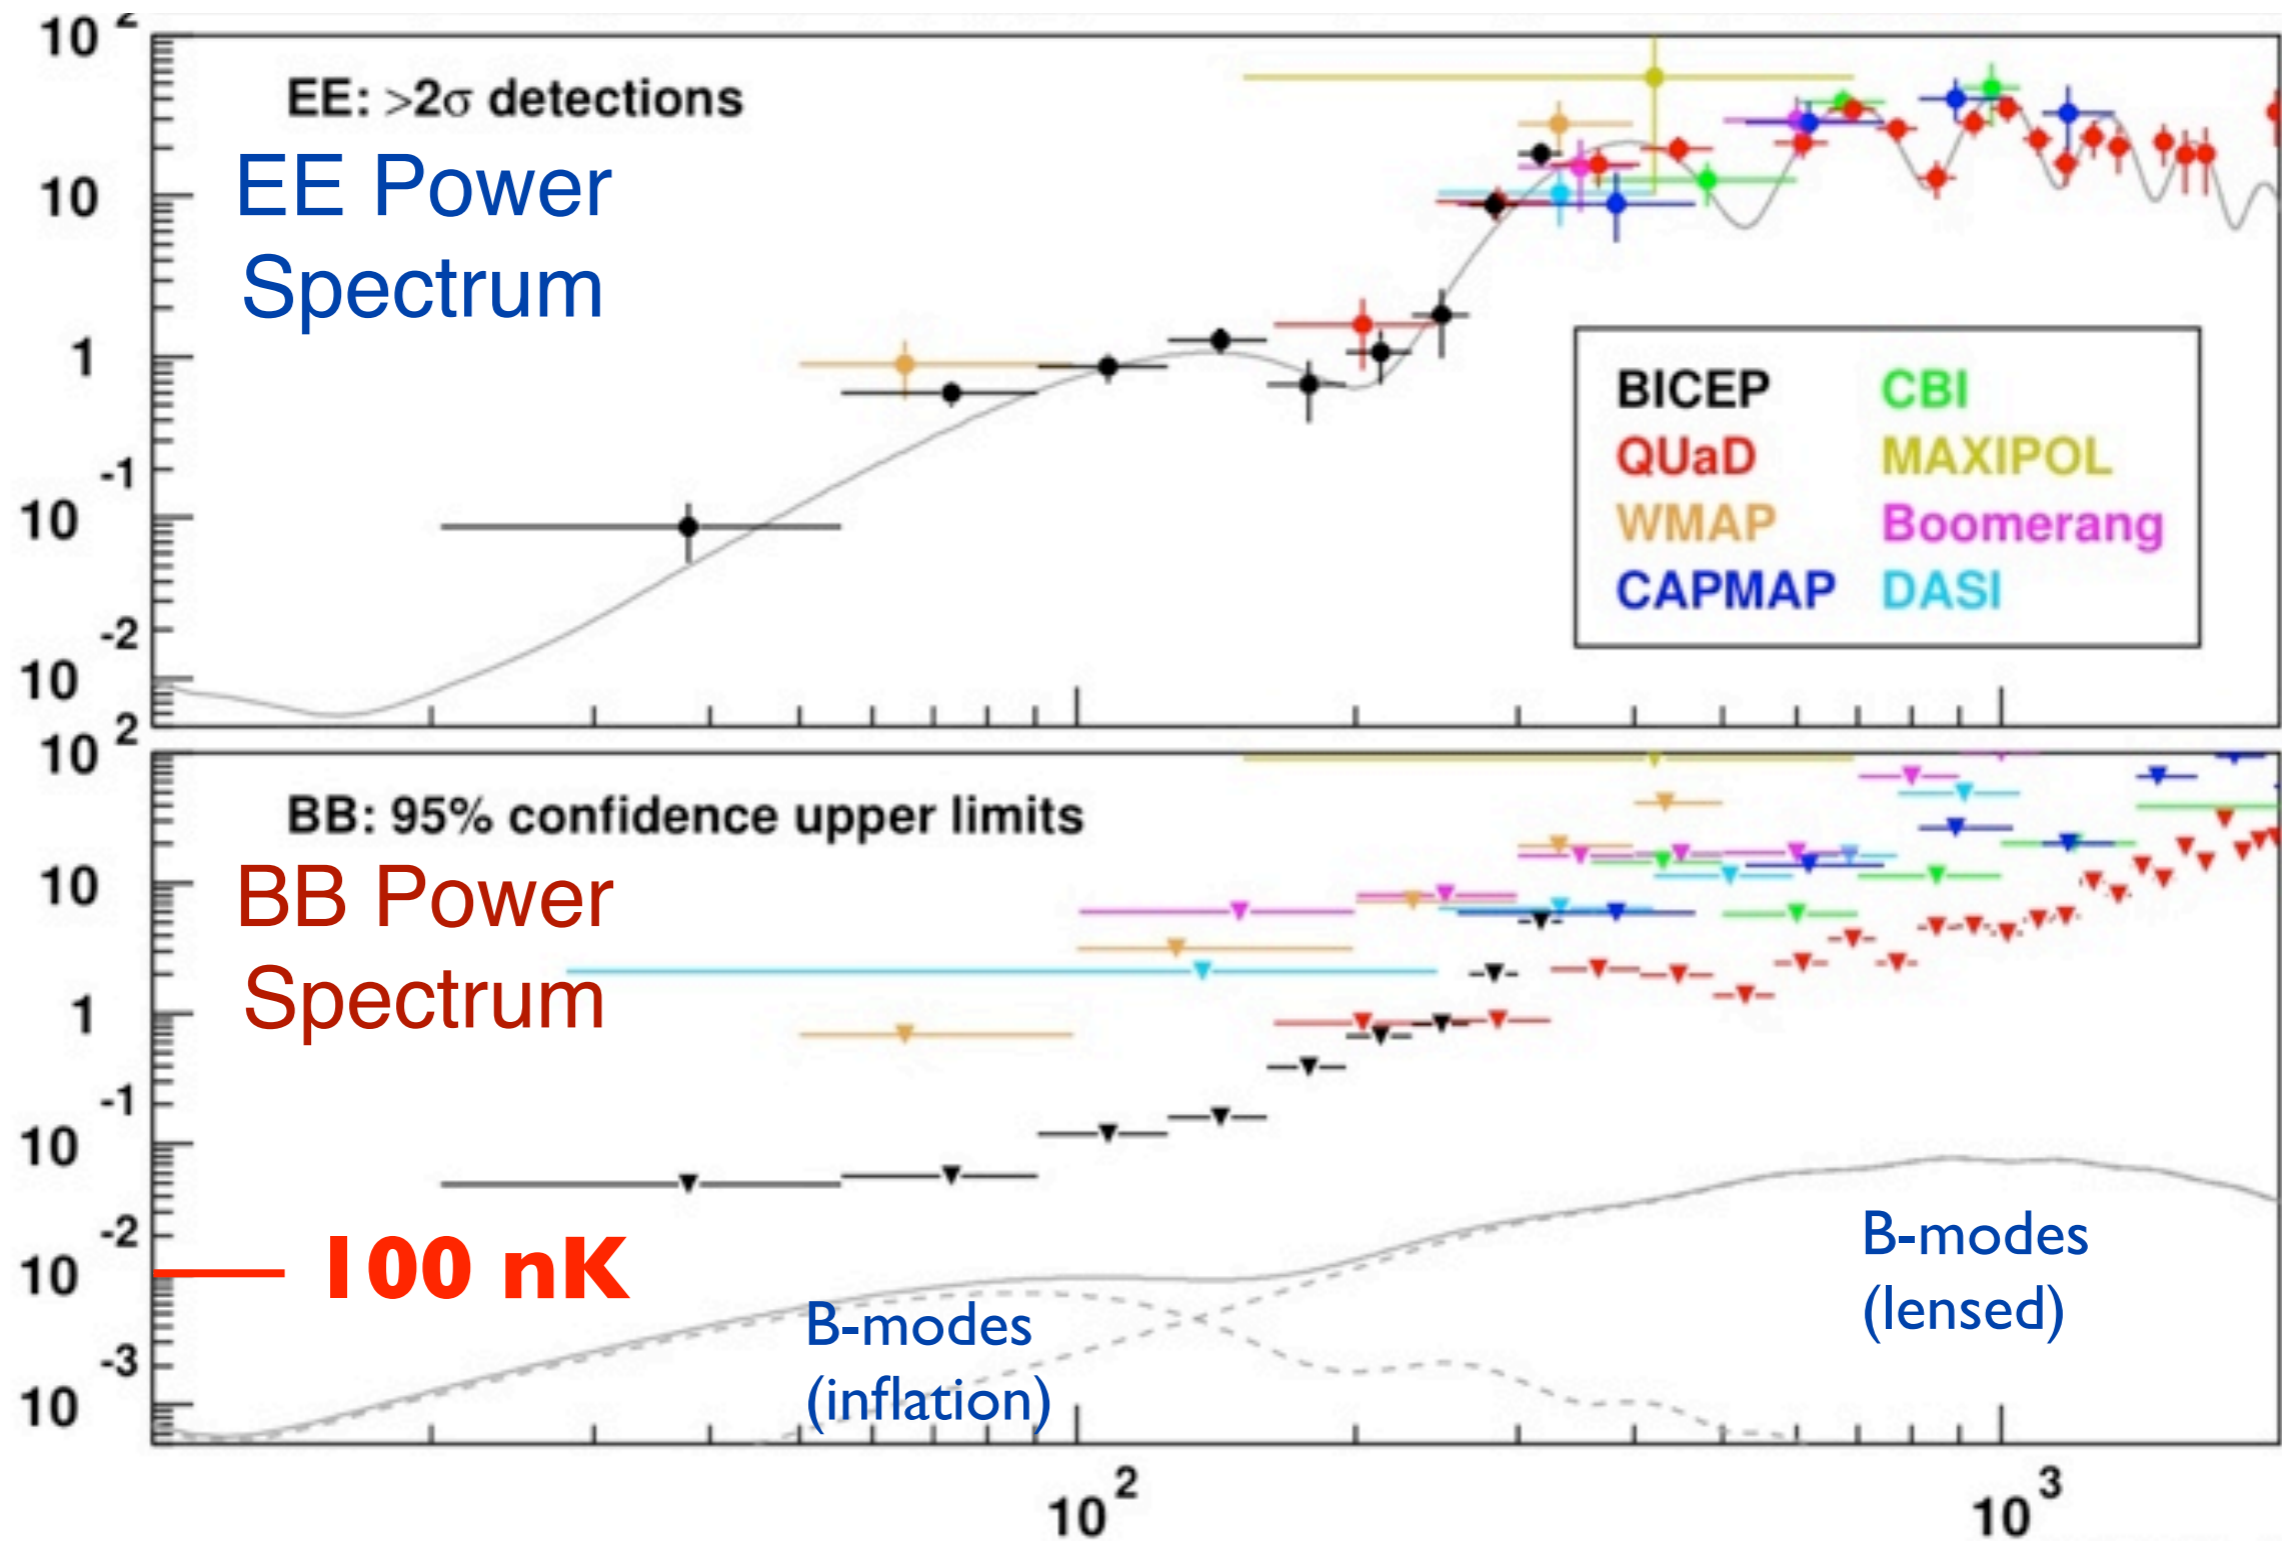 10 2
EE: >2σ detections
EE Power
Spectrum
10
1
10 -1
10 -2
BICEP CBI
QUaD MAXIPOL
WMAP Boomerang
CAPMAP DASI
10 2
BB: 95% confidence upper limits
BB Power
Spectrum
10
1
10 -1
10 -2
100 nK
B-modes
(lensed)
B-modes
(inflation)
10 -3
10 2 10 3